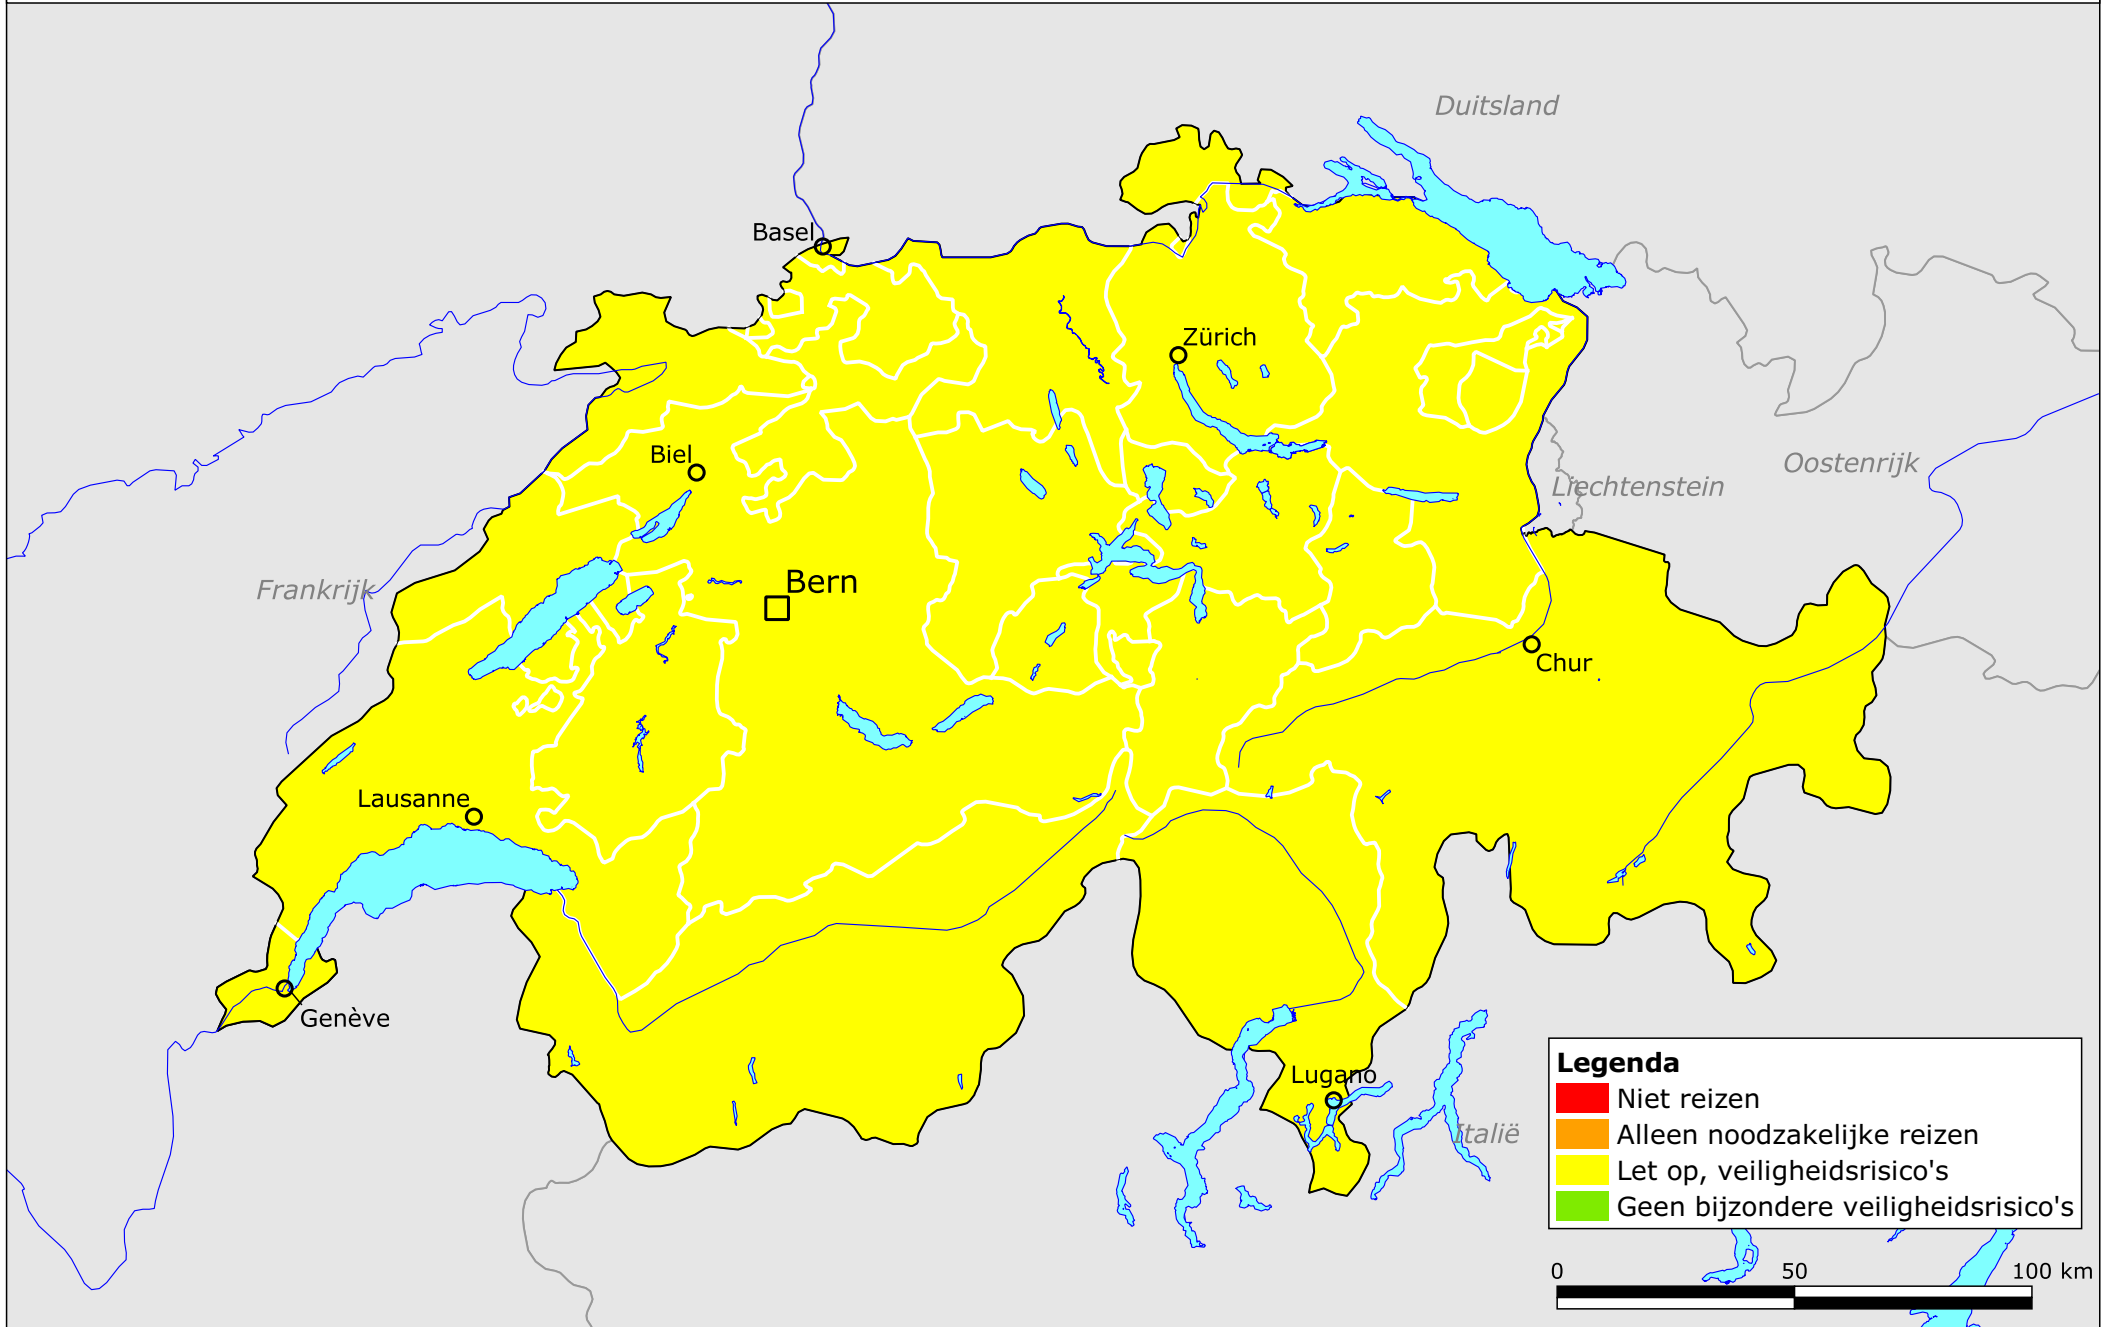 Duitsland
Basel
Zürich
Biel
Oostenrijk
Liechtenstein
Bern
Frankrijk
Chur
Lausanne
Genève
Lugano
Italië
Legenda
Niet reizen
Alleen noodzakelijke reizen
Let op, veiligheidsrisico's
Geen bijzondere veiligheidsrisico's
0 50 100 km